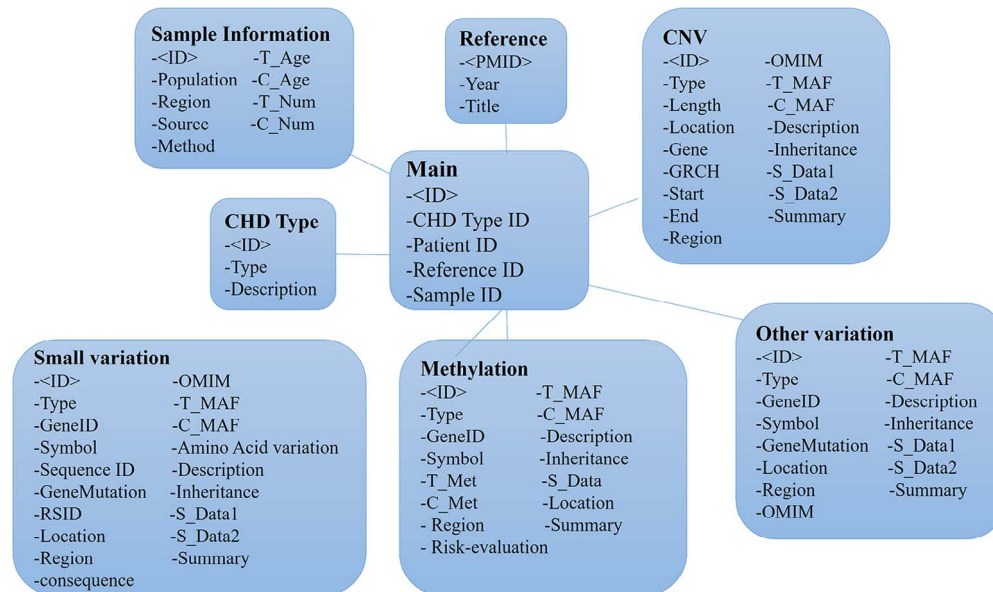 Sample Information
-<ID> -T_Age
-Population -C_Age
-Region -T_Num
-Source -C_Num
-Method
Reference
-<PMID>
-Year
-Title
CNV
-<ID> -OMIM
-Type -T_MAF
-Length -C_MAF
-Location -Description
-Gene -Inheritance
-GRCH -S_Data1
-Start -S_Data2
-End -Summary
-Region
Main
-<ID>
-CHD Type ID
-Patient ID
-Reference ID
-Sample ID
CHD Type
-<ID>
-Type
-Description
Small variation
-<ID> -OMIM
-Type -T_MAF
-GeneID -C_MAF
-Symbol -Amino Acid variation
-Sequence ID -Description
-GeneMutation -Inheritance
-RSID -S_Data1
-Location -S_Data2
-Region -Summary
-consequence
Methylation
-<ID> -T_MAF
-Type -C_MAF
-GeneID -Description
-Symbol -Inheritance
-T_Met -S_Data
-C_Met -Location
- Region -Summary
- Risk-evaluation
Other variation
-<ID> -T_MAF
-Type -C_MAF
-GeneID -Description
-Symbol -Inheritance
-GeneMutation -S_Data1
-Location -S_Data2
-Region -Summary
-OMIM